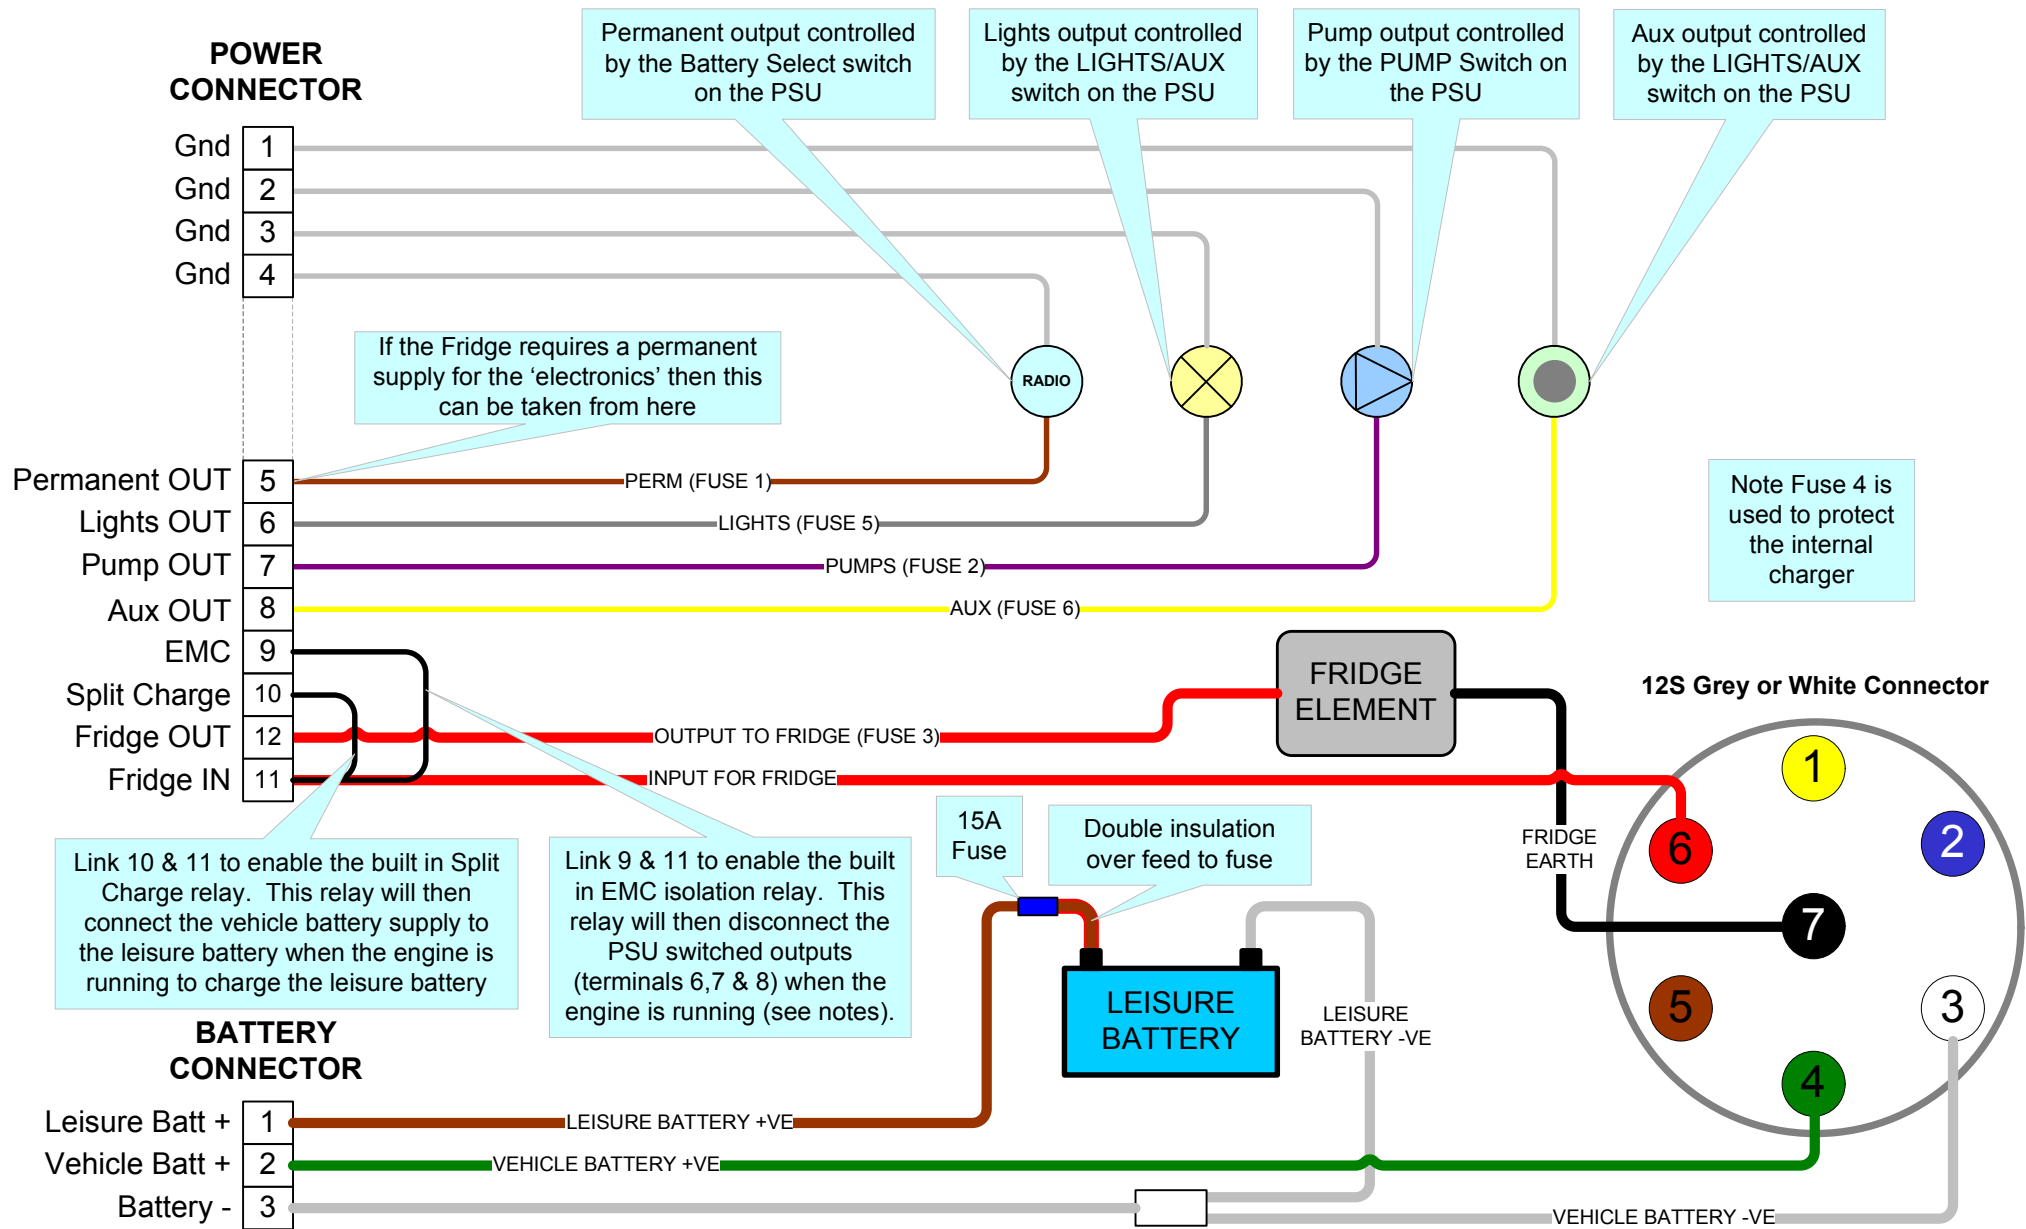 POWER
CONNECTOR
Permanent output controlled
by the Battery Select switch
on the PSU
Lights output controlled
by the LIGHTS/AUX
switch on the PSU
Pump output controlled
by the PUMP Switch on
the PSU
Aux output controlled
by the LIGHTS/AUX
switch on the PSU
Gnd 1
Gnd 2
Gnd 3
Gnd 4
If the Fridge requires a permanent
supply for the ‘electronics’ then this
can be taken from here
RADIO
Permanent OUT 5
PERM (FUSE 1)
Lights OUT 6
LIGHTS (FUSE 5)
Pump OUT 7
PUMPS (FUSE 2)
Aux OUT 8
AUX (FUSE 6)
Note Fuse 4 is
used to protect
the internal
charger
EMC 9
Split Charge 10
Fridge OUT 12
OUTPUT TO FRIDGE (FUSE 3)
Fridge IN 11
INPUT FOR FRIDGE
FRIDGE
ELEMENT
12S Grey or White Connector
1
2
3
4
5
6
7
FRIDGE
EARTH
Link 10 & 11 to enable the built in Split
Charge relay. This relay will then
connect the vehicle battery supply to
the leisure battery when the engine is
running to charge the leisure battery
Link 9 & 11 to enable the built
in EMC isolation relay. This
relay will then disconnect the
PSU switched outputs
(terminals 6,7 & 8) when the
engine is running (see notes).
15A
Fuse
Double insulation
over feed to fuse
LEISURE
BATTERY
LEISURE
BATTERY -VE
BATTERY
CONNECTOR
Leisure Batt + 1
LEISURE BATTERY +VE
Vehicle Batt + 2
VEHICLE BATTERY +VE
Battery - 3
VEHICLE BATTERY -VE